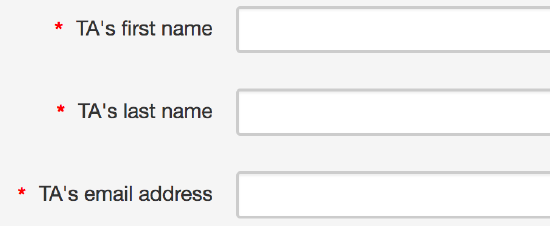 * TA's first name
* TA's last name
* TA's email address